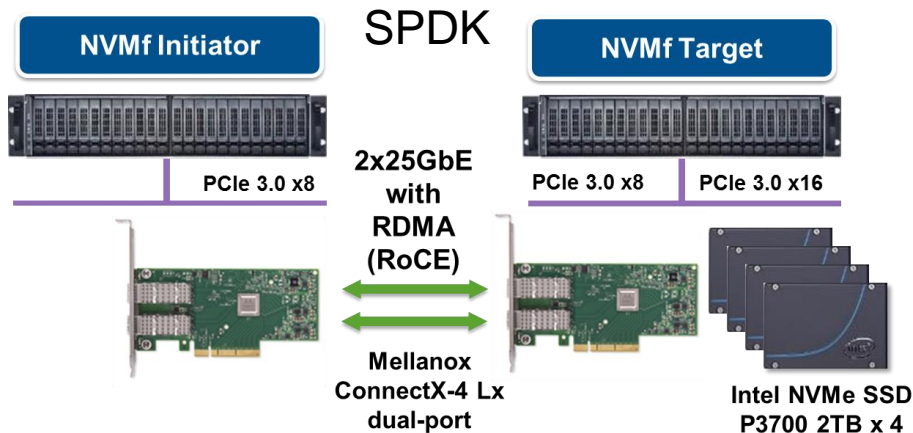 SPDK
NVMf Initiator
NVMf Target
PCIe 3.0 x8
2x25GbE
with
RDMA
(RoCE)
PCIe 3.0 x8
PCIe 3.0 x16
Mellanox
ConnectX-4 Lx
dual-port
Intel NVMe SSD
P3700 2TB x 4